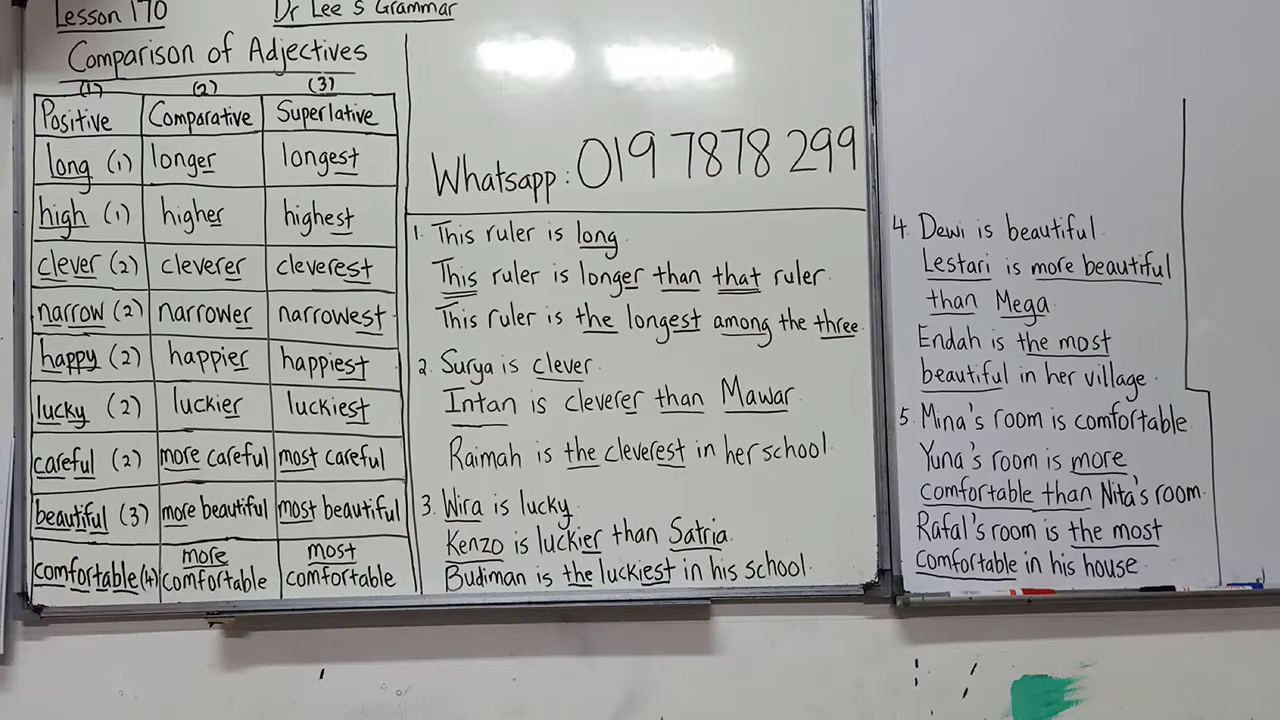 Lesson 170
Dr Lee's Grammar
Comparison of Adjectives
(1) (2) (3)
Positive Comparative Superlative
long (1) longer longest
high (1) higher highest
clever (2) cleverer cleverest
narrow (2) narrower narrowest
happy (2) happier happiest
lucky (2) luckier luckiest
careful (2) more careful most careful
beautiful (3) more beautiful most beautiful
comfortable (4) more comfortable most comfortable
Whatsapp: 019 7878 299
1. This ruler is long.
This ruler is longer than that ruler.
This ruler is the longest among the three.
2. Surya is clever.
Intan is cleverer than Mawar.
Raimah is the cleverest in her school.
3. Wira is lucky.
Kenzo is luckier than Satria.
Budiman is the luckiest in his school.
4. Dewi is beautiful.
Lestari is more beautiful
than Mega.
Endah is the most
beautiful in her village.
5. Mina's room is comfortable.
Yuna's room is more
comfortable than Nita's room.
Rafal's room is the most
comfortable in his house.